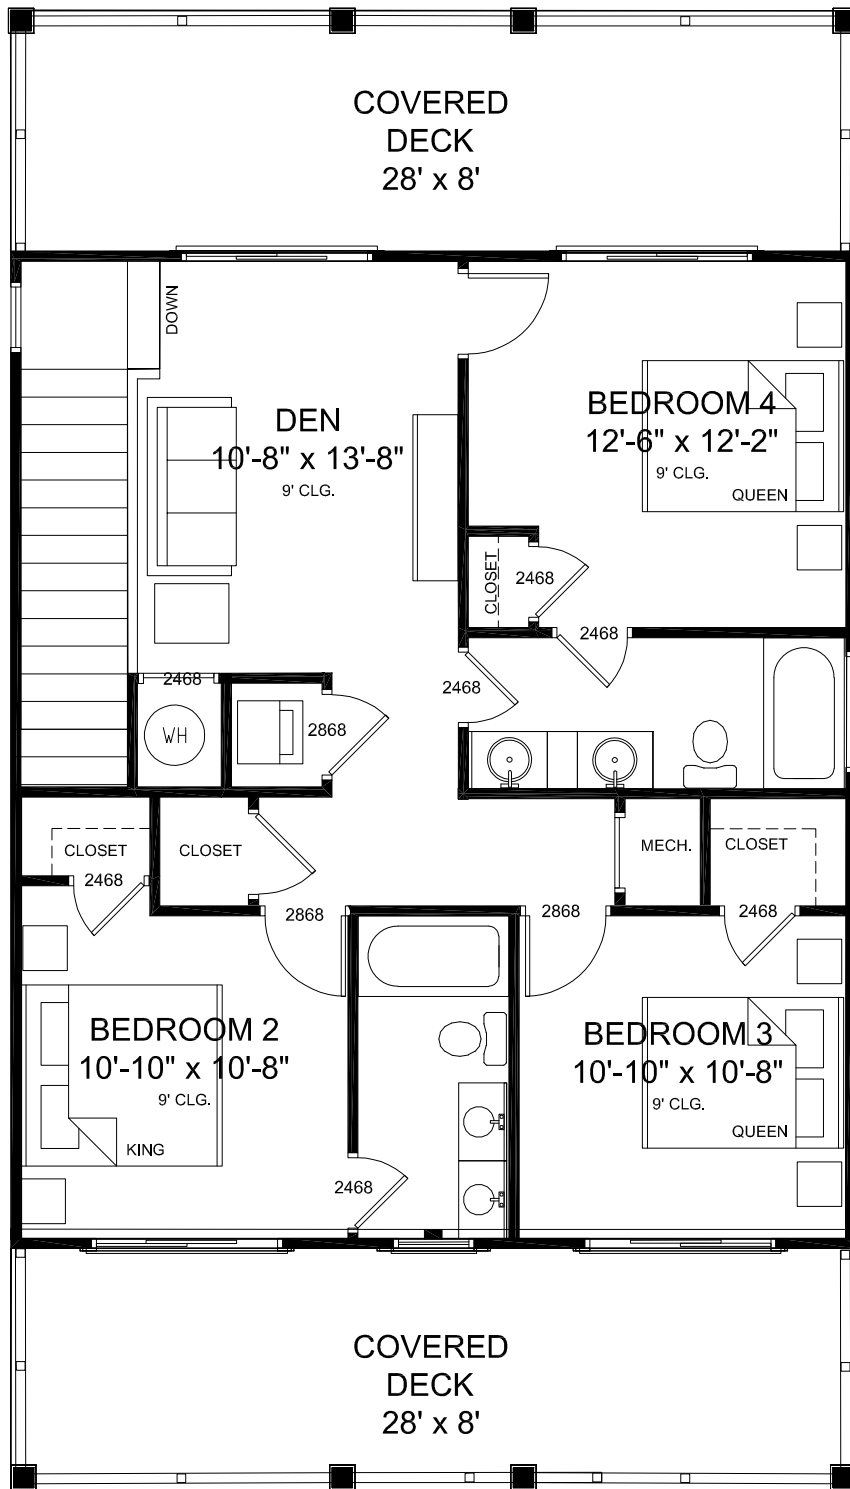 COVERED
DECK
28' x 8'
DOWN
DEN
10'-8" x 13'-8"
9' CLG.
BEDROOM 4
12'-6" x 12'-2"
9' CLG.
QUEEN
CLOSET
2468
2468
2468
2468
WH
2868
CLOSET
2468
CLOSET
2868
MECH.
CLOSET
2868
2468
BEDROOM 2
10'-10" x 10'-8"
9' CLG.
KING
BEDROOM 3
10'-10" x 10'-8"
9' CLG.
QUEEN
2468
COVERED
DECK
28' x 8'